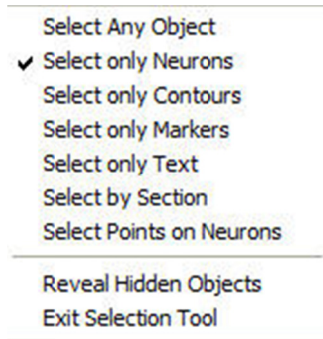 Select Any Object
Select only Neurons
Select only Contours
Select only Markers
Select only Text
Select by Section
Select Points on Neurons
Reveal Hidden Objects
Exit Selection Tool